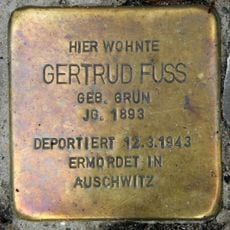 HIER WOHNTE
GERTRUD FUSS
GEB. GRÜN
JG. 1893
DEPORTIERT 12.3.1943
ERMORDET IN
AUSCHWITZ